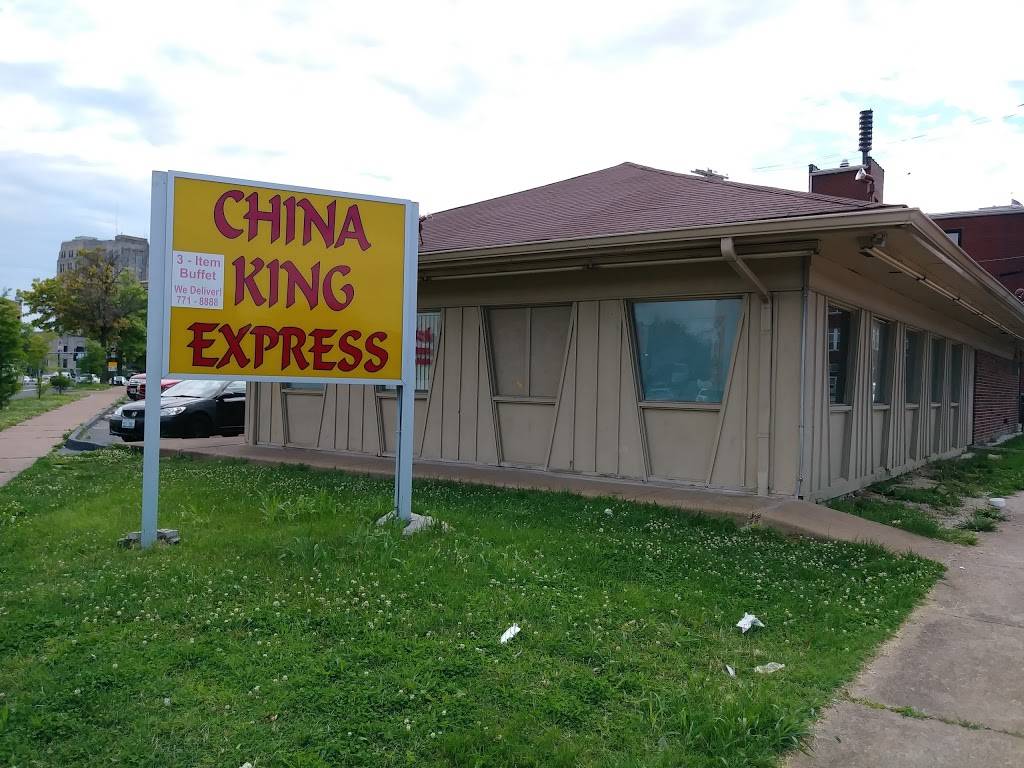 CHINA
KING
EXPRESS
3 - Item
Buffet
We Deliver!
771 - 8888